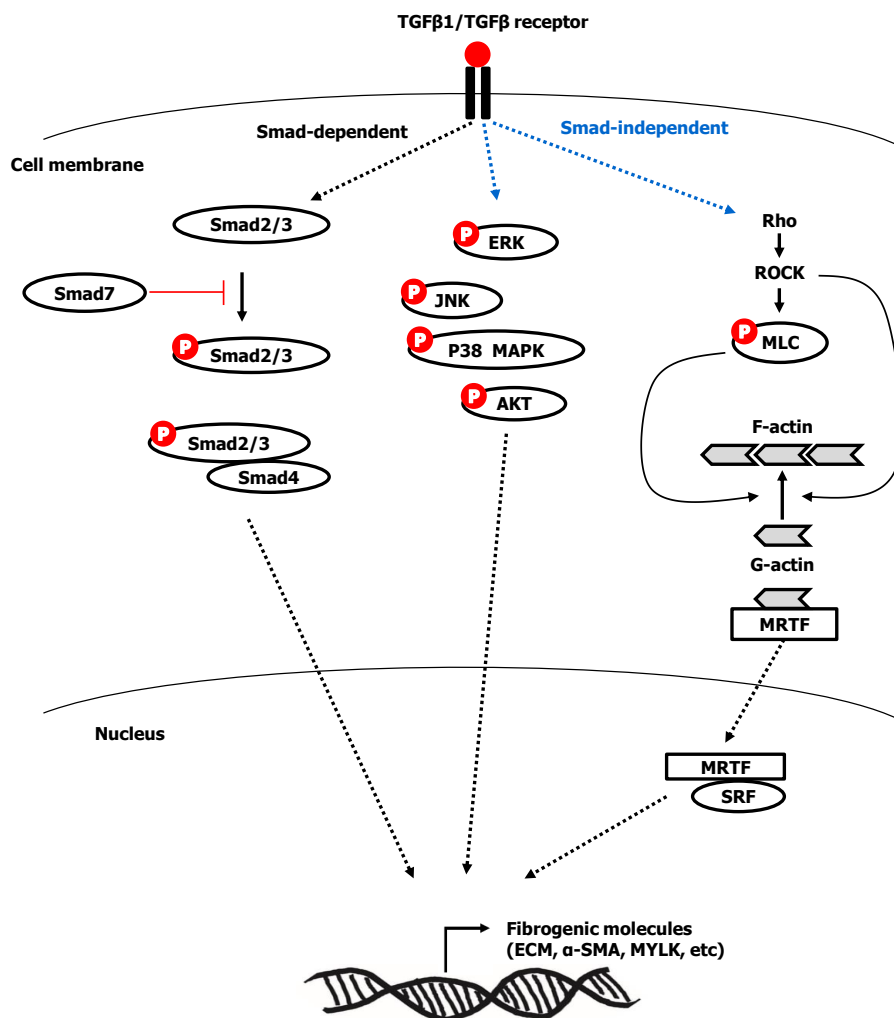 TGFβ1/TGFβ receptor
Smad-dependent
Smad-independent
Cell membrane
Smad2/3
Smad7
P
Smad2/3
P
Smad2/3
Smad4
P
ERK
P
JNK
P
P38 MAPK
P
AKT
Rho
ROCK
P
MLC
F-actin
G-actin
MRTF
Nucleus
MRTF
SRF
Fibrogenic molecules
(ECM, α-SMA, MYLK, etc)